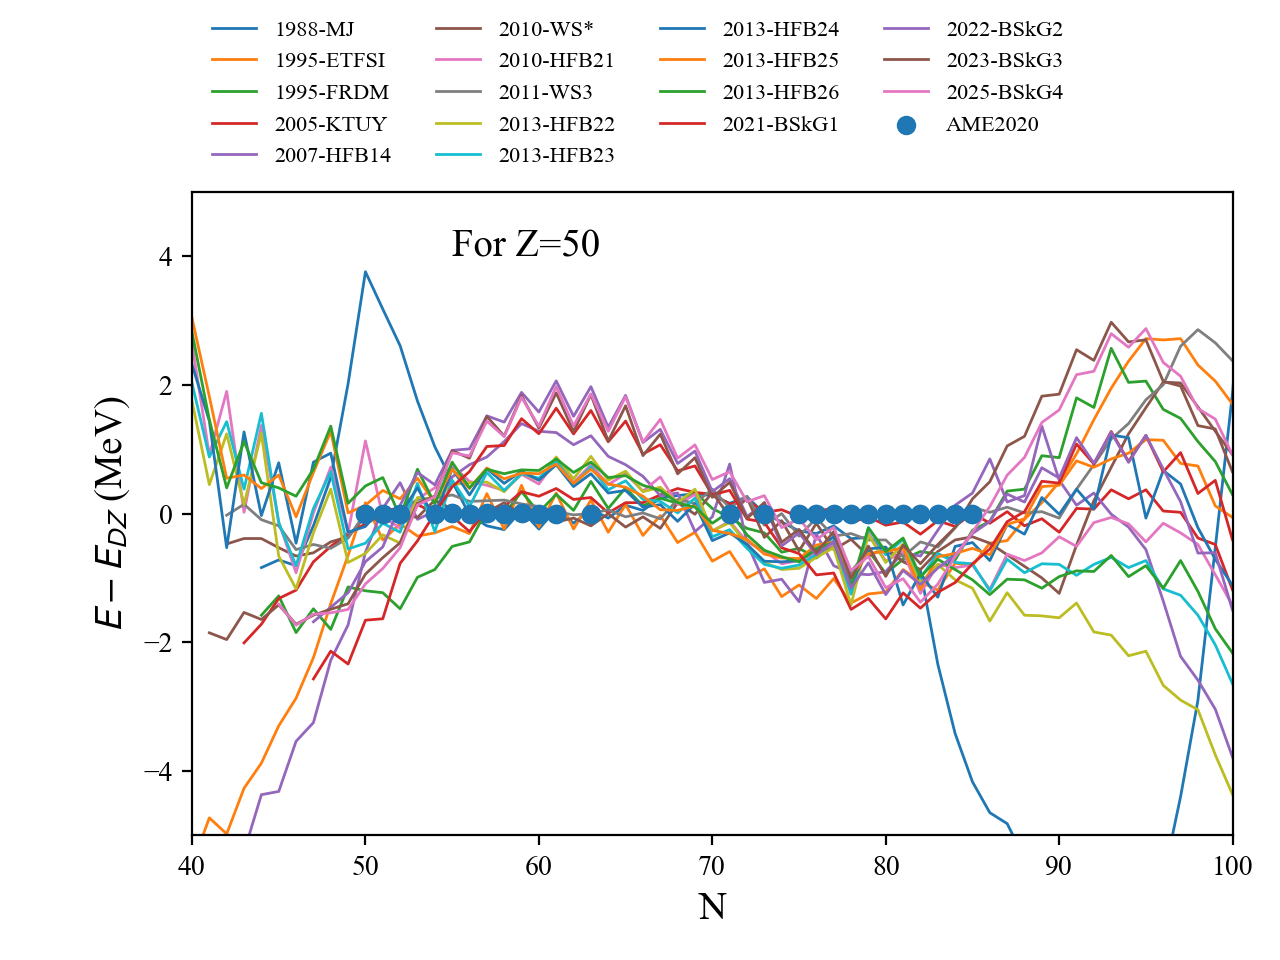 1988-MJ
1995-ETFSI
1995-FRDM
2005-KTUY
2007-HFB14
2010-WS*
2010-HFB21
2011-WS3
2013-HFB22
2013-HFB23
2013-HFB24
2013-HFB25
2013-HFB26
2021-BSkG1
2022-BSkG2
2023-BSkG3
2025-BSkG4
AME2020
For Z=50
E − E_DZ (MeV)
4
2
0
−2
−4
40 50 60 70 80 90 100
N